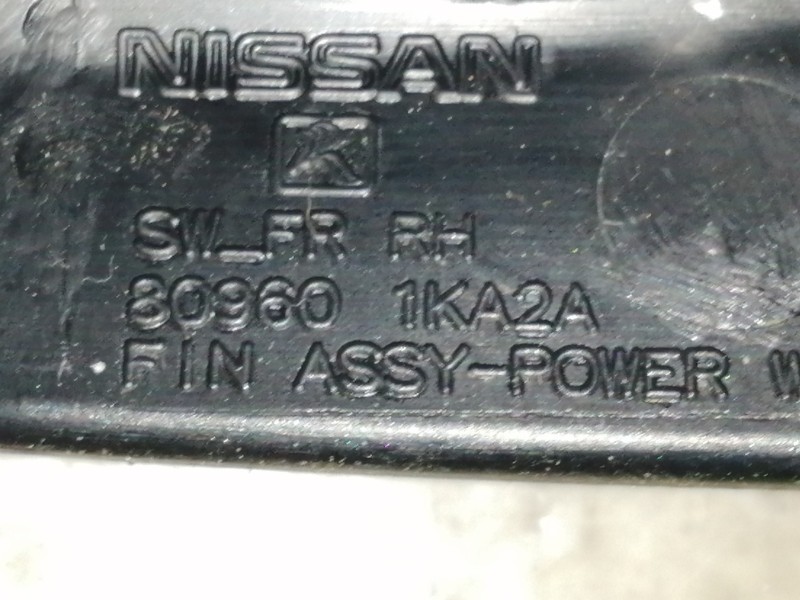 NISSAN
SW_FR RH
80960 1KA2A
FIN ASSY-POWER W